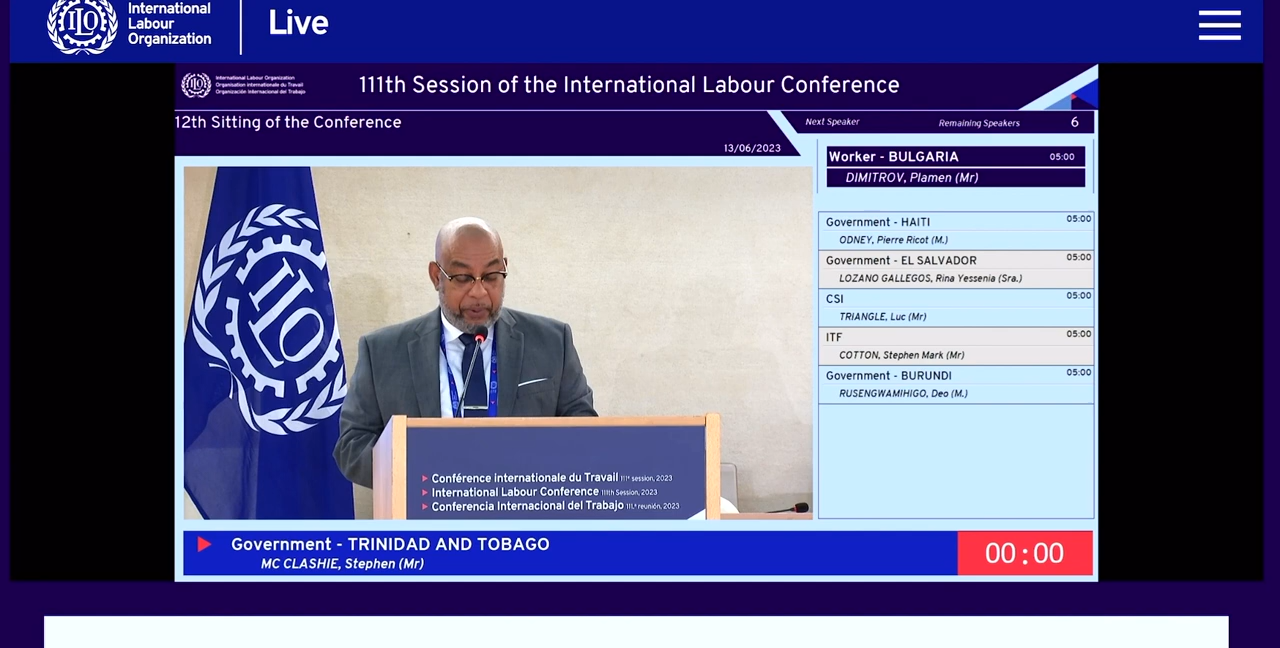 ILO
International
Labour
Organization
Live
International Labour Organization
Organisation internationale du Travail
Organización Internacional del Trabajo
111th Session of the International Labour Conference
12th Sitting of the Conference
13/06/2023
Next Speaker
Remaining Speakers
6
Worker - BULGARIA
05:00
DIMITROV, Plamen (Mr)
Government - HAITI
05:00
ODNEY, Pierre Ricot (M.)
Government - EL SALVADOR
05:00
LOZANO GALLEGOS, Rina Yessenia (Sra.)
CSI
05:00
TRIANGLE, Luc (Mr)
ITF
05:00
COTTON, Stephen Mark (Mr)
Government - BURUNDI
05:00
RUSENGWAMIHIGO, Deo (M.)
ILO
Conférence internationale du Travail 111e session, 2023
International Labour Conference 111th Session, 2023
Conferencia Internacional del Trabajo 111.ª reunión, 2023
Government - TRINIDAD AND TOBAGO
MC CLASHIE, Stephen (Mr)
00:00